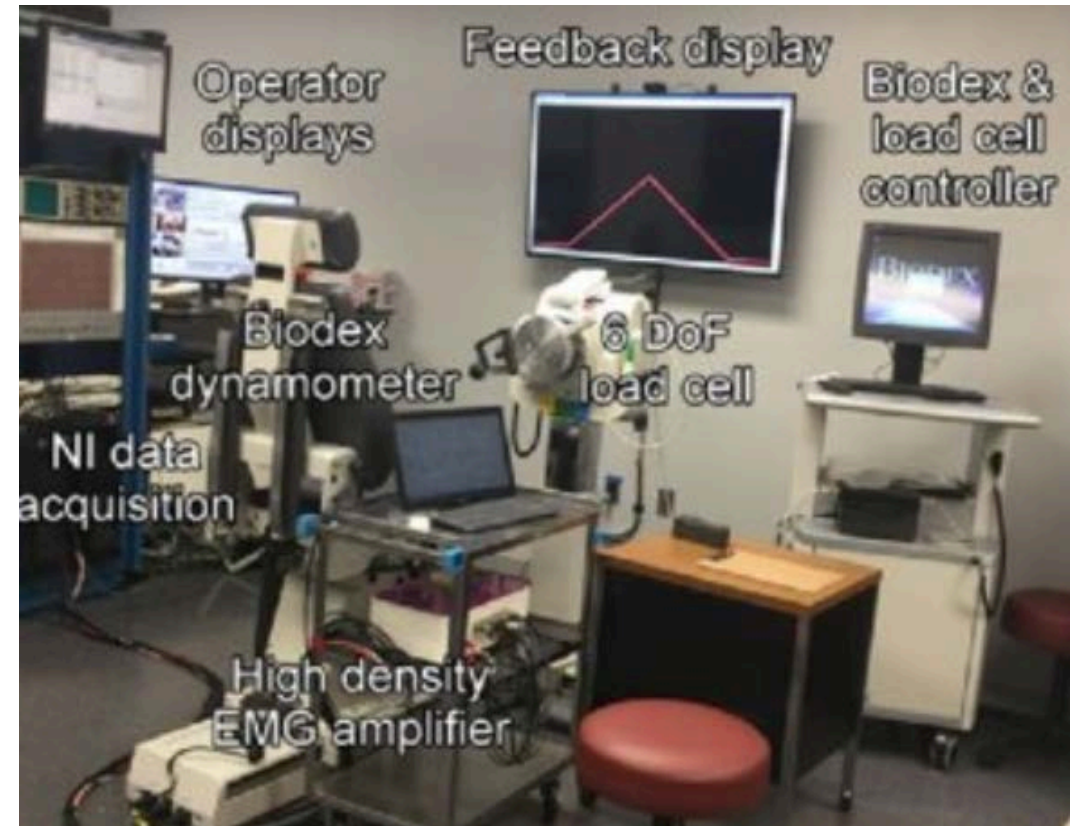 Feedback display
Operator
displays
Biodex &
load cell
controller
Biodex
Biodex
dynamometer
6 DoF
load cell
NI data
acquisition
High density
EMG amplifier